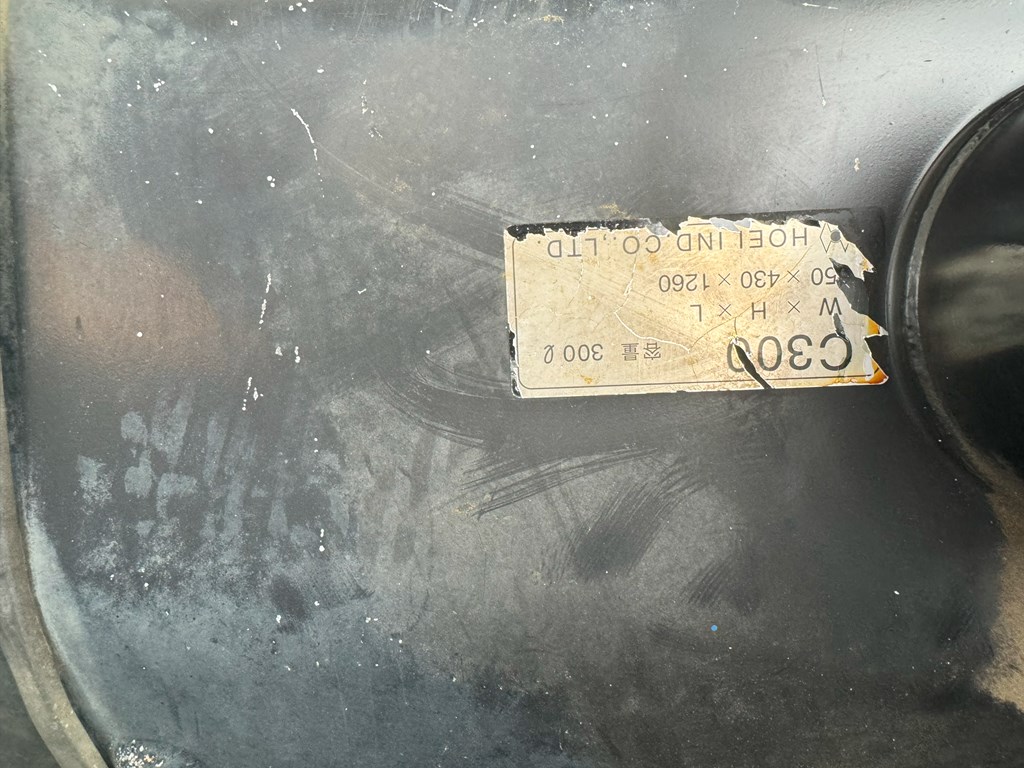 C300 容量 300ℓ
W × H × L
50 × 430 × 1260
HOEI IND CO.,LTD